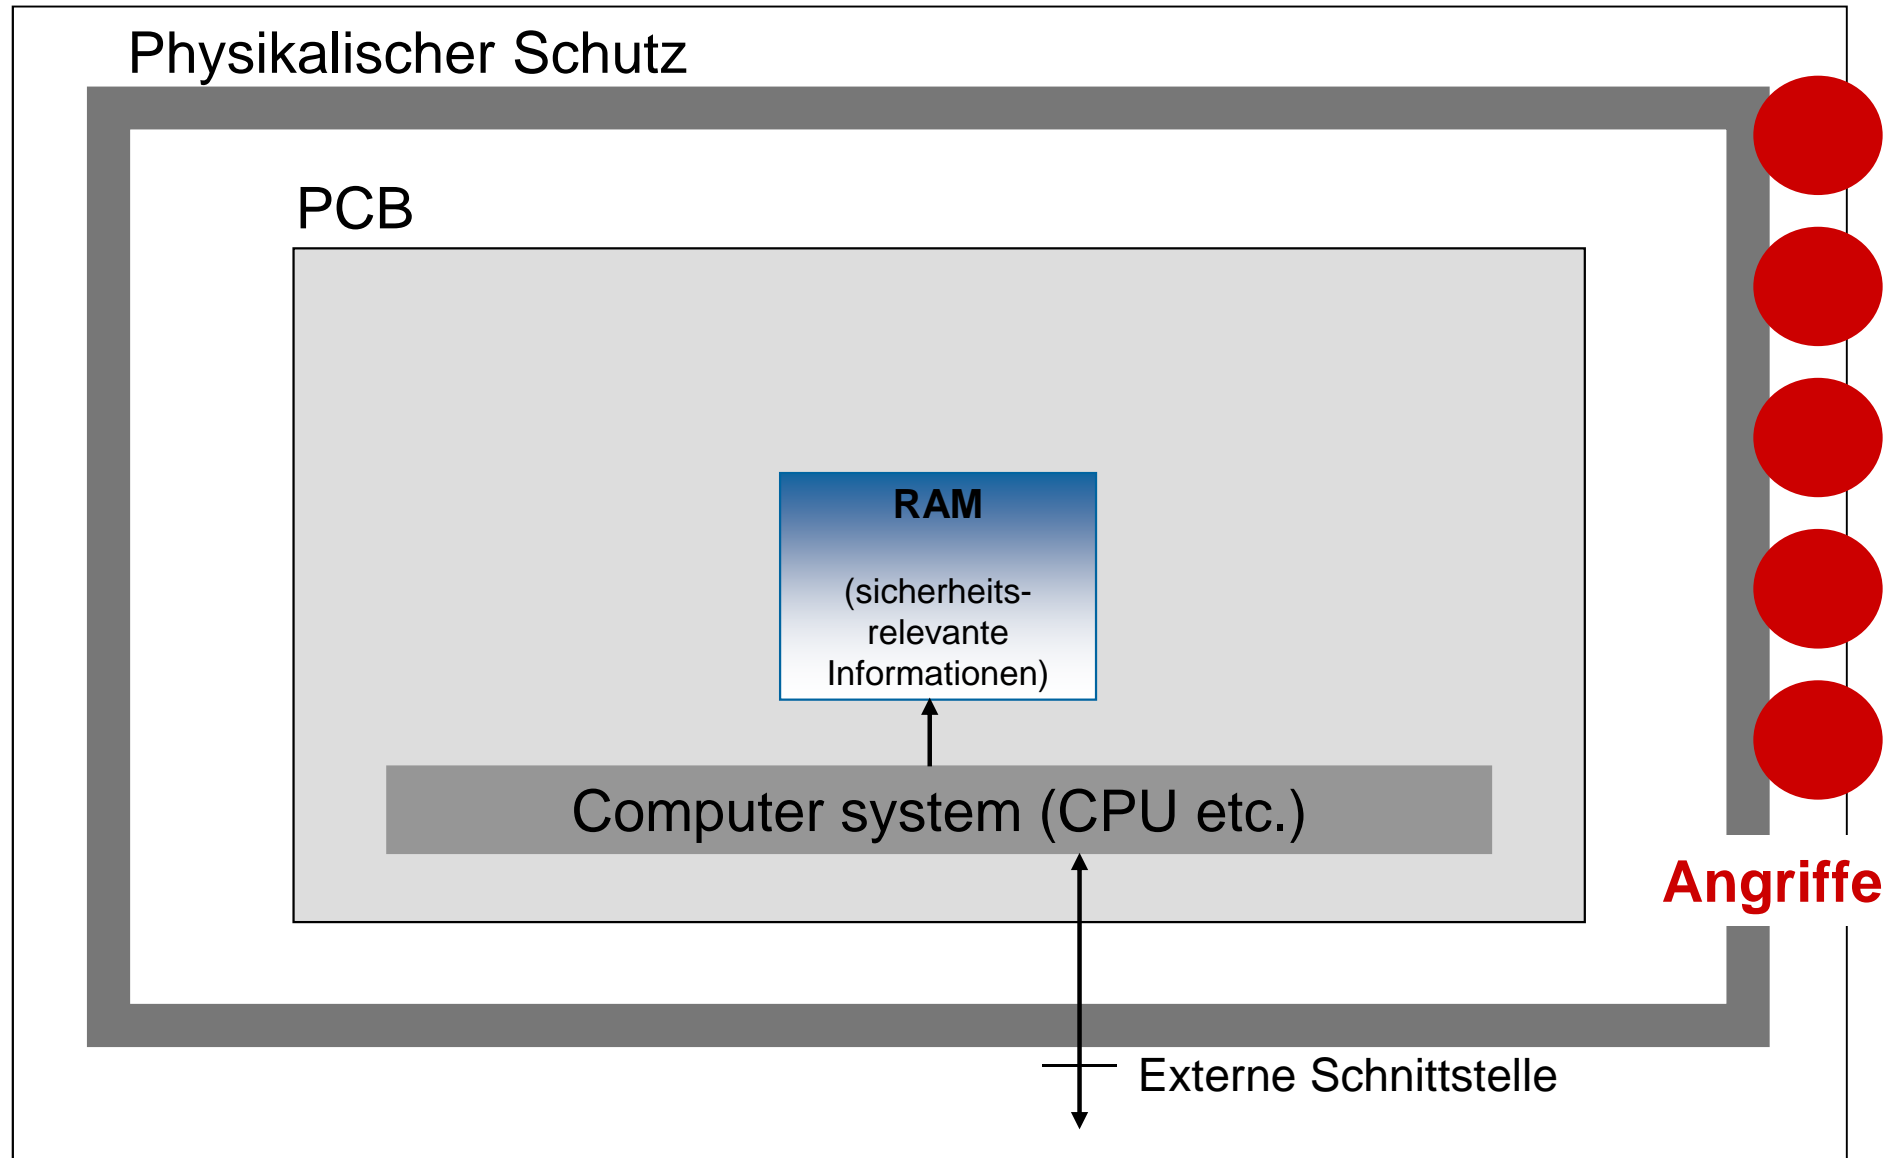 Physikalischer Schutz
PCB
RAM
(sicherheits-
relevante
Informationen)
Computer system (CPU etc.)
Angriffe
Externe Schnittstelle